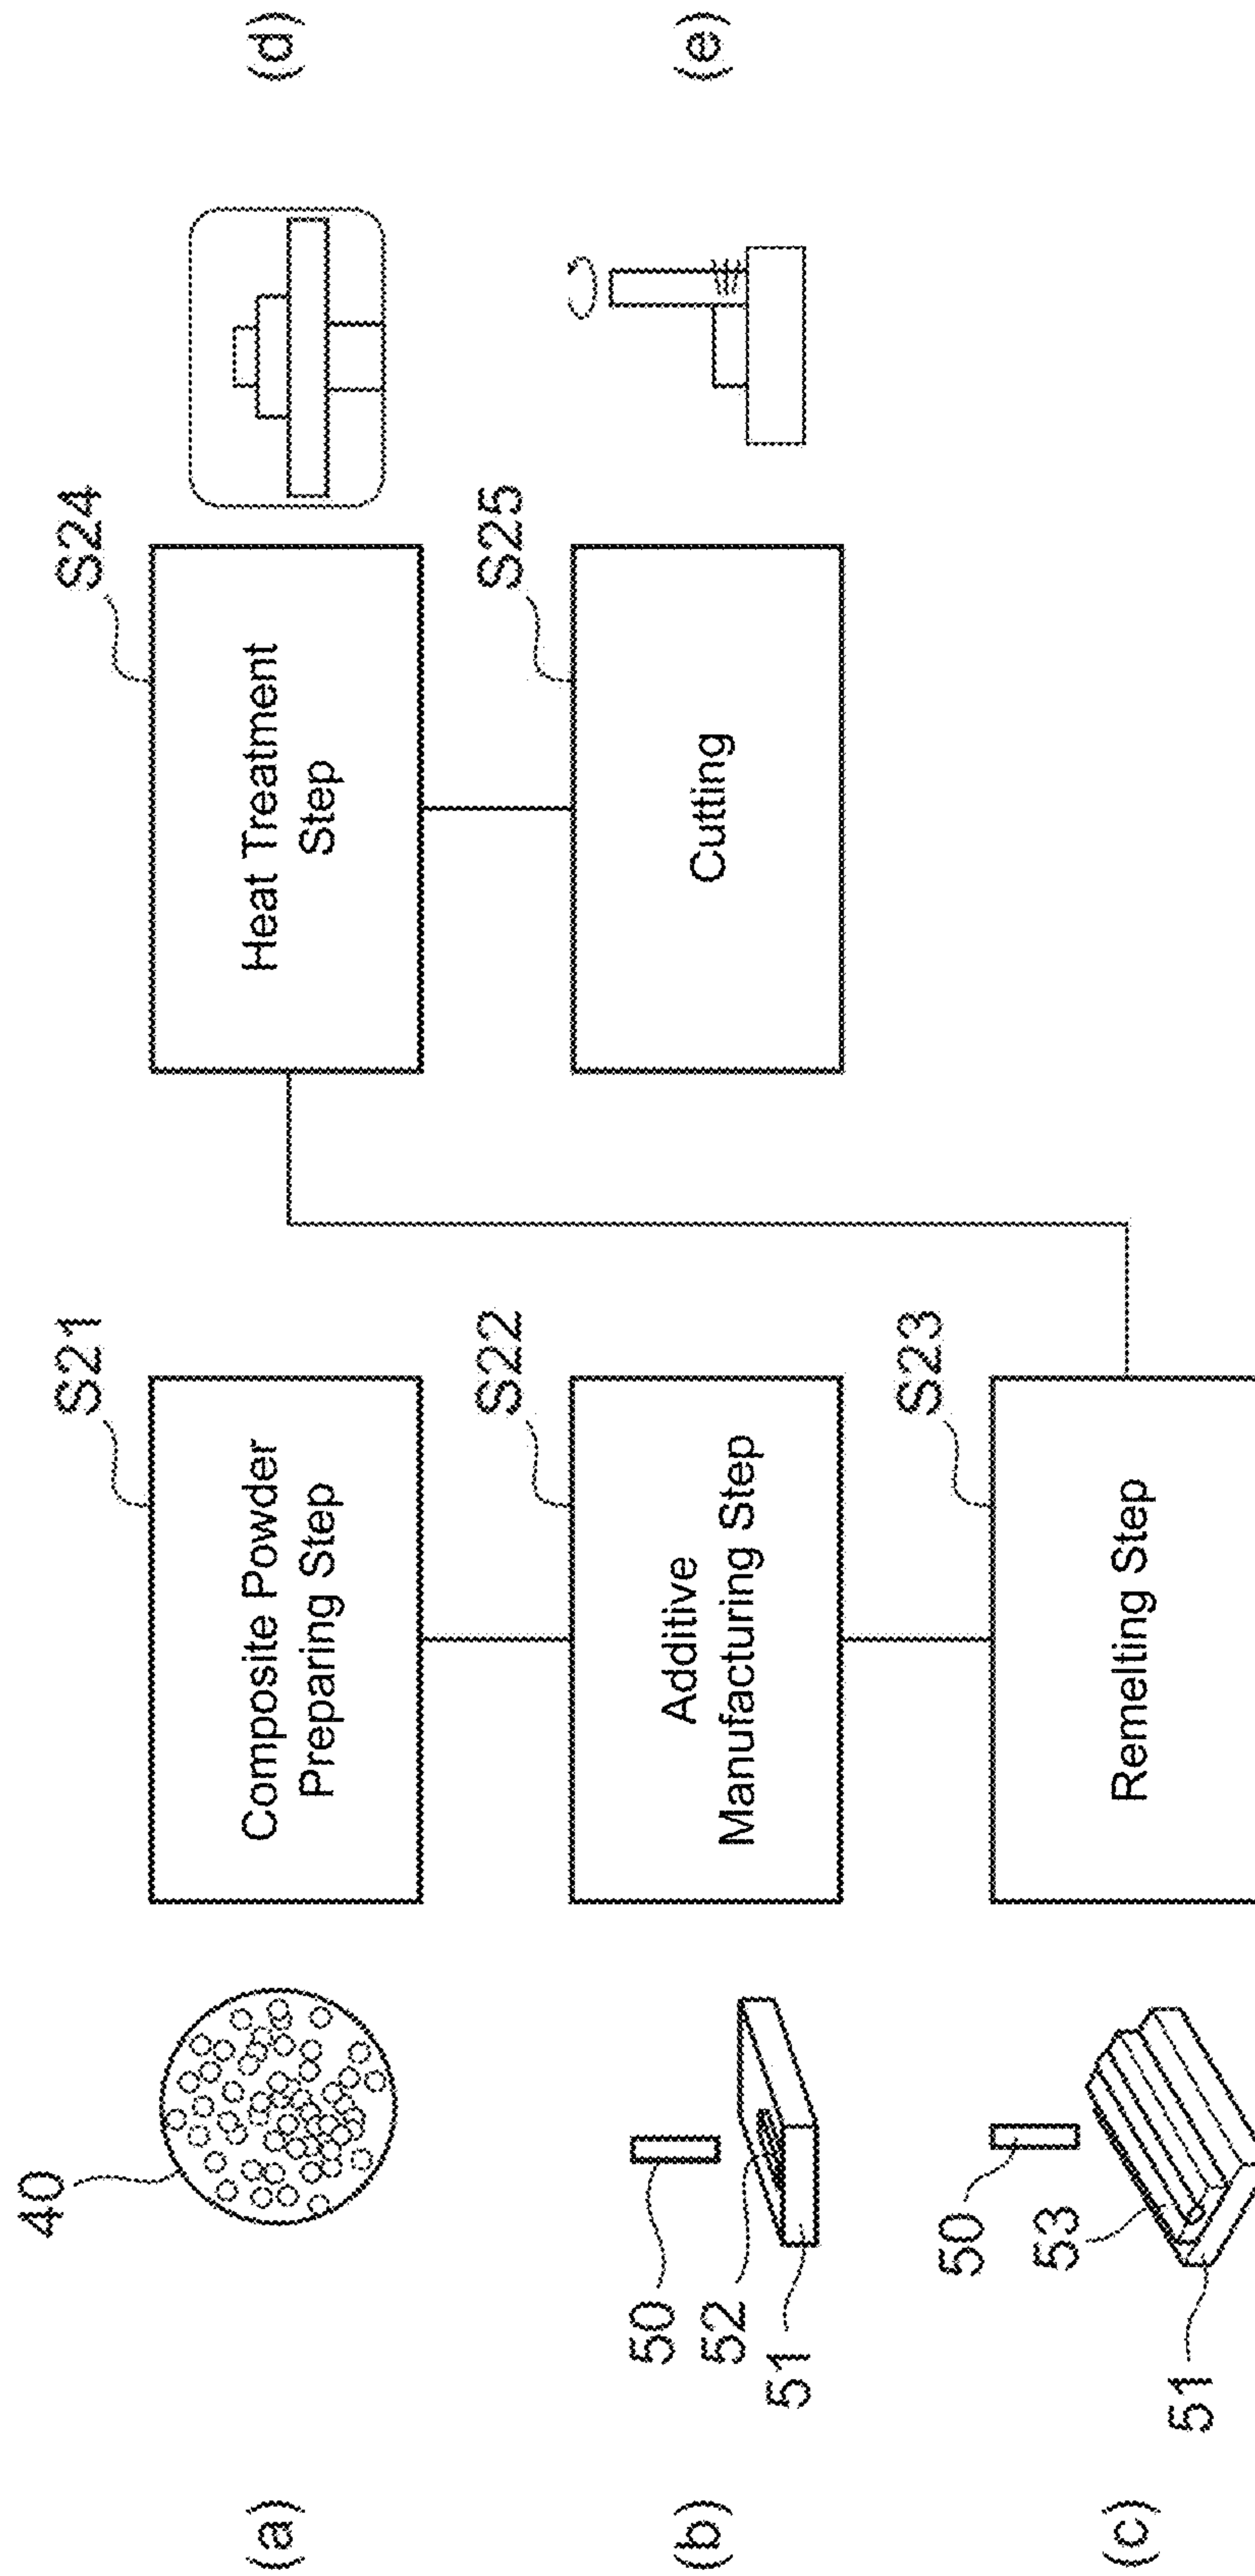 (a)
40
S21
Composite Powder
Preparing Step
(b)
50
52
51
S22
Additive
Manufacturing Step
(c)
50
53
51
S23
Remelting Step
S24
Heat Treatment
Step
(d)
S25
Cutting
(e)